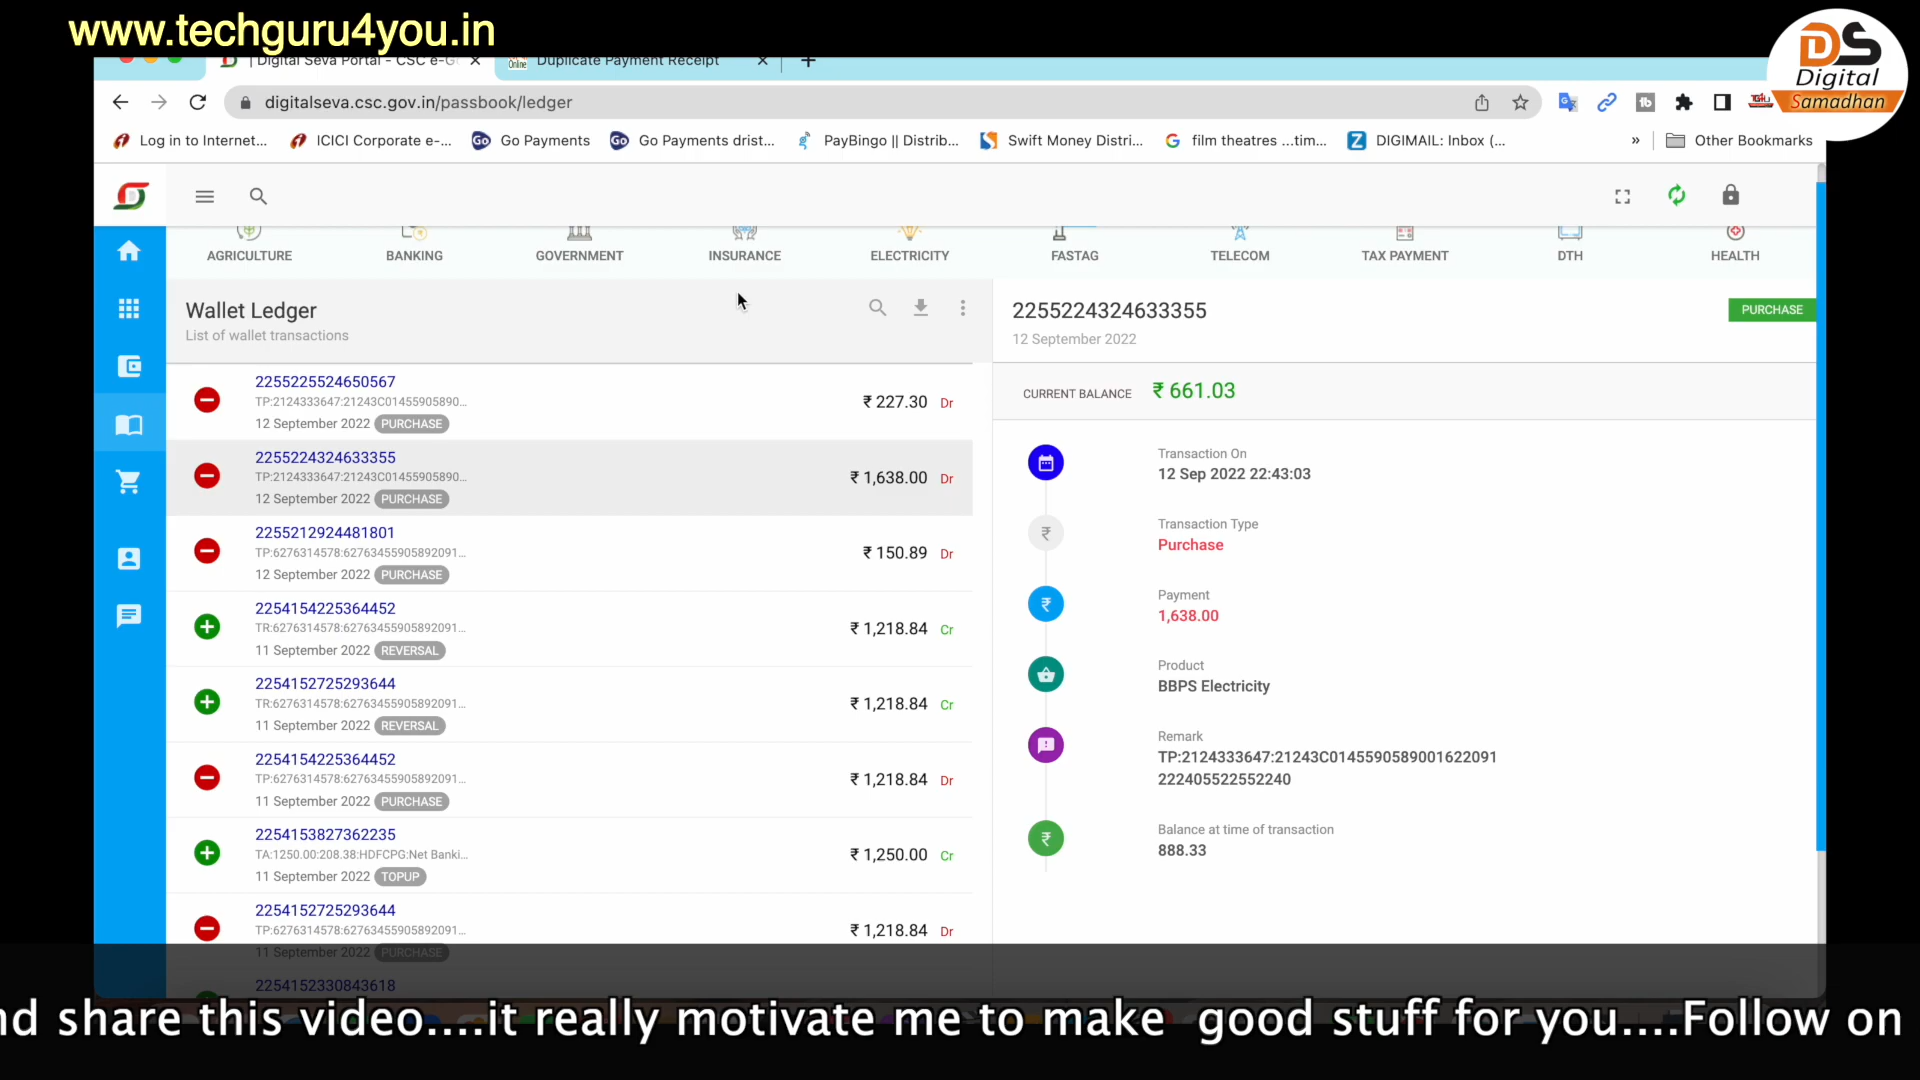 www.techguru4you.in
DS
Digital
Samadhan
Digital Seva Portal - CSC e-G
Duplicate Payment Receipt
digitalseva.csc.gov.in/passbook/ledger
Log in to Internet...
ICICI Corporate e-...
Go Payments
Go Payments drist...
PayBingo || Distrib...
Swift Money Distri...
film theatres ...tim...
DIGIMAIL: Inbox (...
»
Other Bookmarks
AGRICULTURE
BANKING
GOVERNMENT
INSURANCE
ELECTRICITY
FASTAG
TELECOM
TAX PAYMENT
DTH
HEALTH
Wallet Ledger
List of wallet transactions
2255225524650567
TP:2124333647:21243C01455905890...
₹ 227.30 Dr
12 September 2022 PURCHASE
2255224324633355
TP:2124333647:21243C01455905890...
₹ 1,638.00 Dr
12 September 2022 PURCHASE
2255212924481801
TP:6276314578:62763455905892091...
₹ 150.89 Dr
12 September 2022 PURCHASE
2254154225364452
TR:6276314578:62763455905892091...
₹ 1,218.84 Cr
11 September 2022 REVERSAL
2254152725293644
TR:6276314578:62763455905892091...
₹ 1,218.84 Cr
11 September 2022 REVERSAL
2254154225364452
TP:6276314578:62763455905892091...
₹ 1,218.84 Dr
11 September 2022 PURCHASE
2254153827362235
TA:1250.00:208.38:HDFCPG:Net Banki...
₹ 1,250.00 Cr
11 September 2022 TOPUP
2254152725293644
TP:6276314578:62763455905892091...
₹ 1,218.84 Dr
11 September 2022 PURCHASE
2254152330843618
2255224324633355
PURCHASE
12 September 2022
CURRENT BALANCE ₹ 661.03
Transaction On
12 Sep 2022 22:43:03
Transaction Type
Purchase
Payment
1,638.00
Product
BBPS Electricity
Remark
TP:2124333647:21243C0145590589001622091
222405522552240
Balance at time of transaction
888.33
nd share this video....it really motivate me to make good stuff for you....Follow on